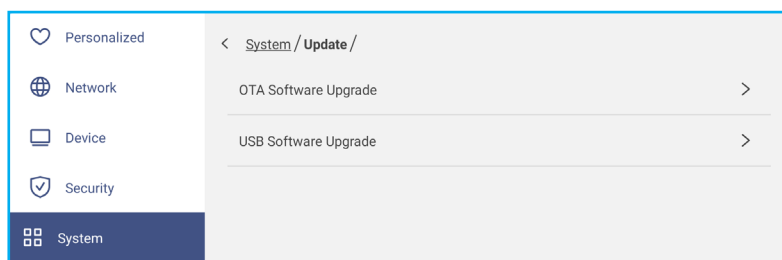 Personalized
Network
Device
Security
System
< System / Update /
OTA Software Upgrade >
USB Software Upgrade >